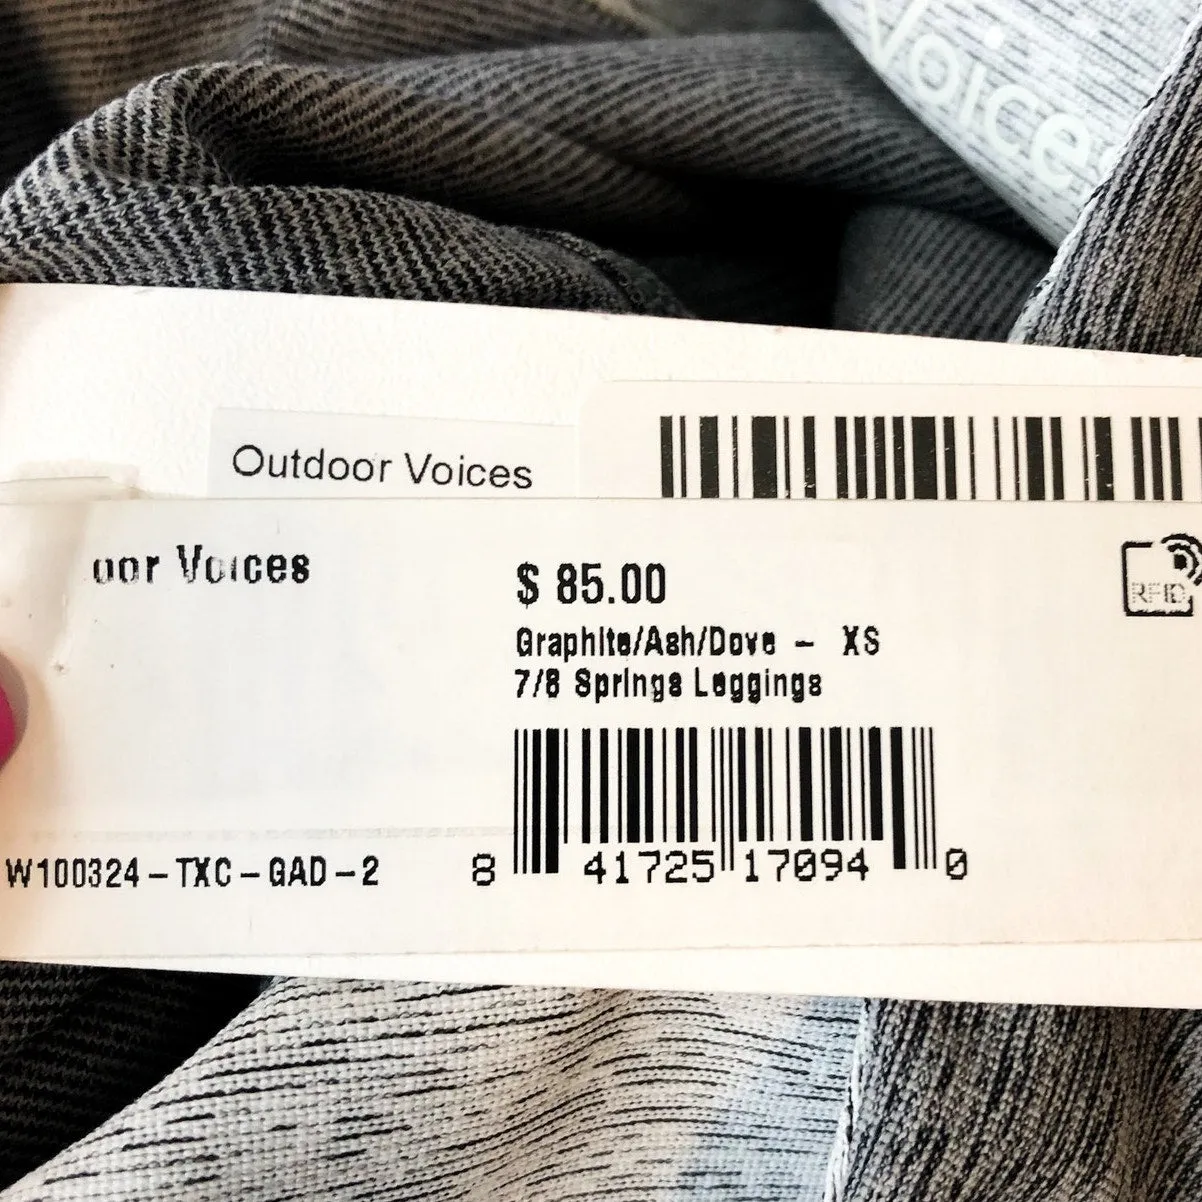 Voices
Outdoor Voices
oor Voices
$ 85.00
RFID
Graphite/Ash/Dove - XS
7/8 Springs Leggings
W100324-TXC-GAD-2
8 41725 17094 0